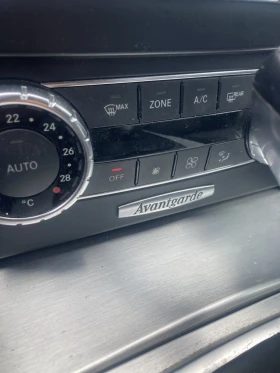 MAX ZONE A/C REAR
22
24
26
28
AUTO
°C
OFF
Avantgarde